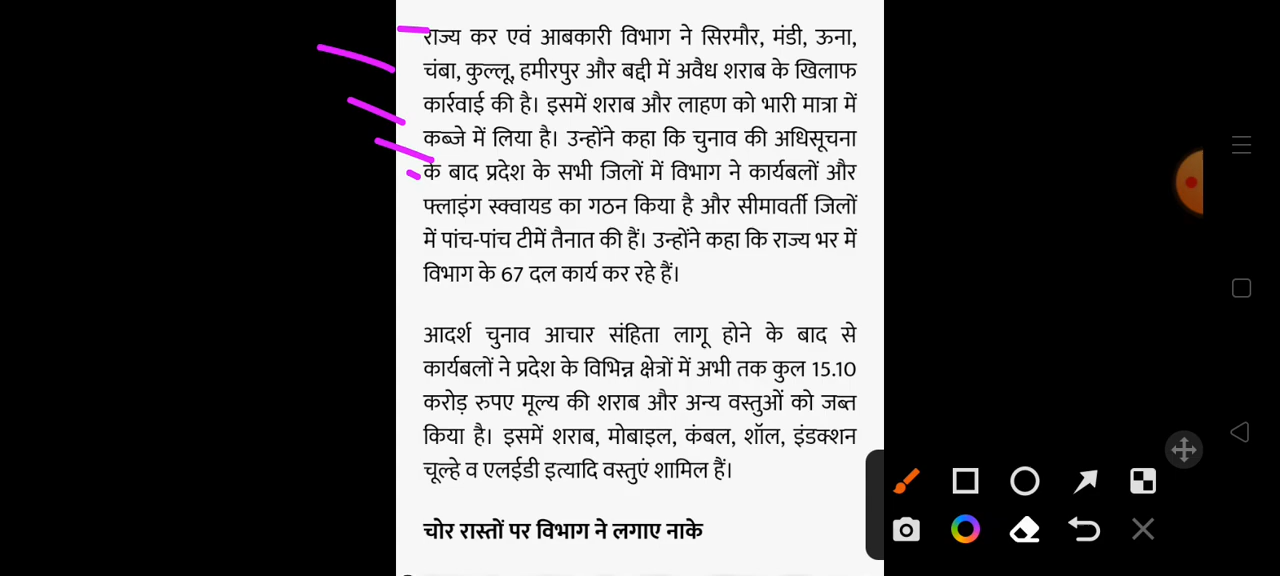 राज्य कर एवं आबकारी विभाग ने सिरमौर, मंडी, ऊना,
चंबा, कुल्लू, हमीरपुर और बद्दी में अवैध शराब के खिलाफ
कार्रवाई की है। इसमें शराब और लाहण को भारी मात्रा में
कब्जे में लिया है। उन्होंने कहा कि चुनाव की अधिसूचना
के बाद प्रदेश के सभी जिलों में विभाग ने कार्यबलों और
फ्लाइंग स्क्वायड का गठन किया है और सीमावर्ती जिलों
में पांच-पांच टीमें तैनात की हैं। उन्होंने कहा कि राज्य भर में
विभाग के 67 दल कार्य कर रहे हैं।
आदर्श चुनाव आचार संहिता लागू होने के बाद से
कार्यबलों ने प्रदेश के विभिन्न क्षेत्रों में अभी तक कुल 15.10
करोड़ रुपए मूल्य की शराब और अन्य वस्तुओं को जब्त
किया है। इसमें शराब, मोबाइल, कंबल, शॉल, इंडक्शन
चूल्हे व एलईडी इत्यादि वस्तुएं शामिल हैं।
चोर रास्तों पर विभाग ने लगाए नाके